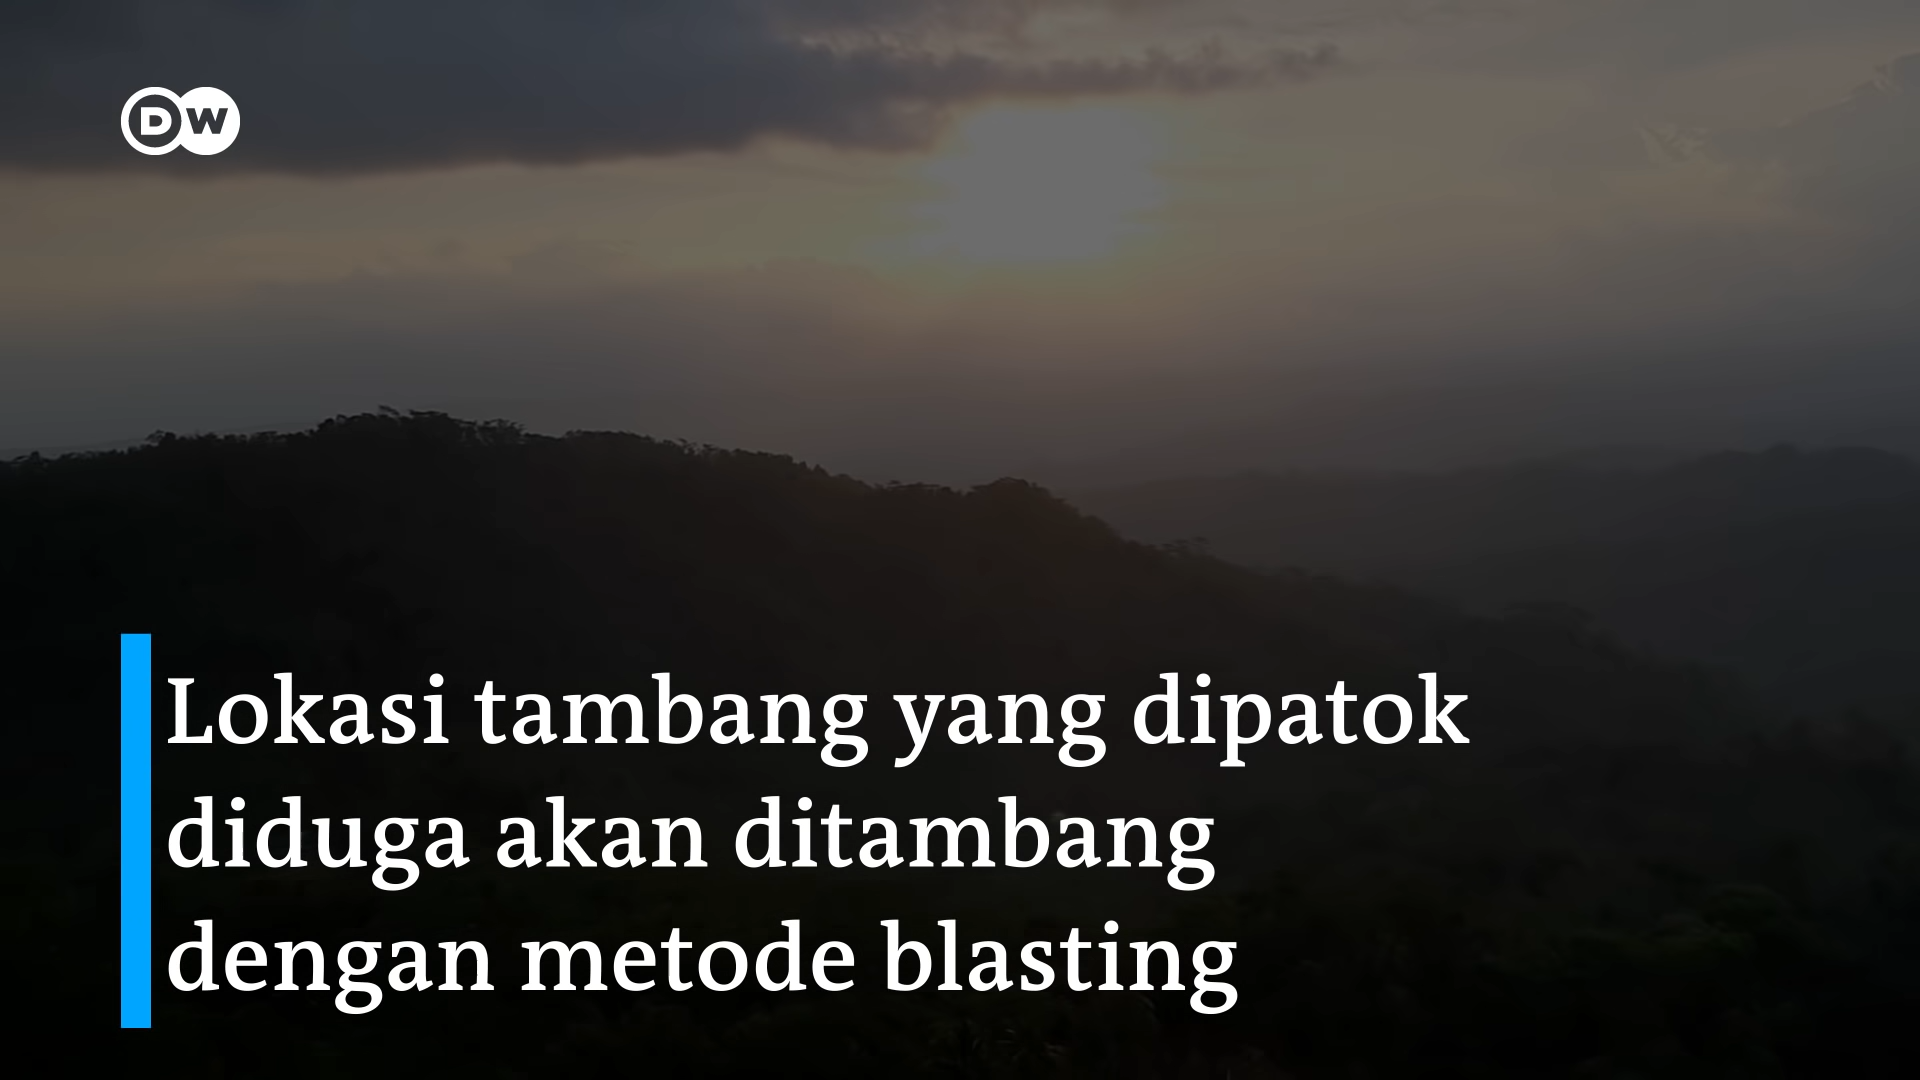 DW
Lokasi tambang yang dipatok
diduga akan ditambang
dengan metode blasting